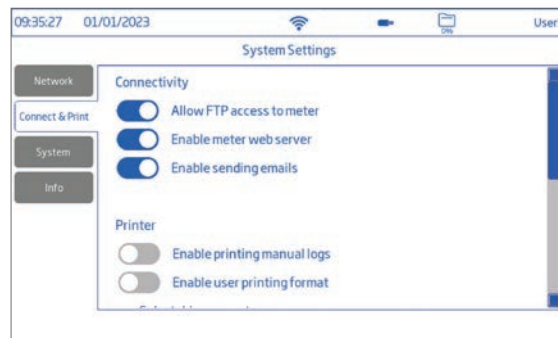 09:35:27 01/01/2023 0% User
System Settings
Network
Connectivity
Allow FTP access to meter
Connect & Print
Enable meter web server
System
Enable sending emails
Info
Printer
Enable printing manual logs
Enable user printing format